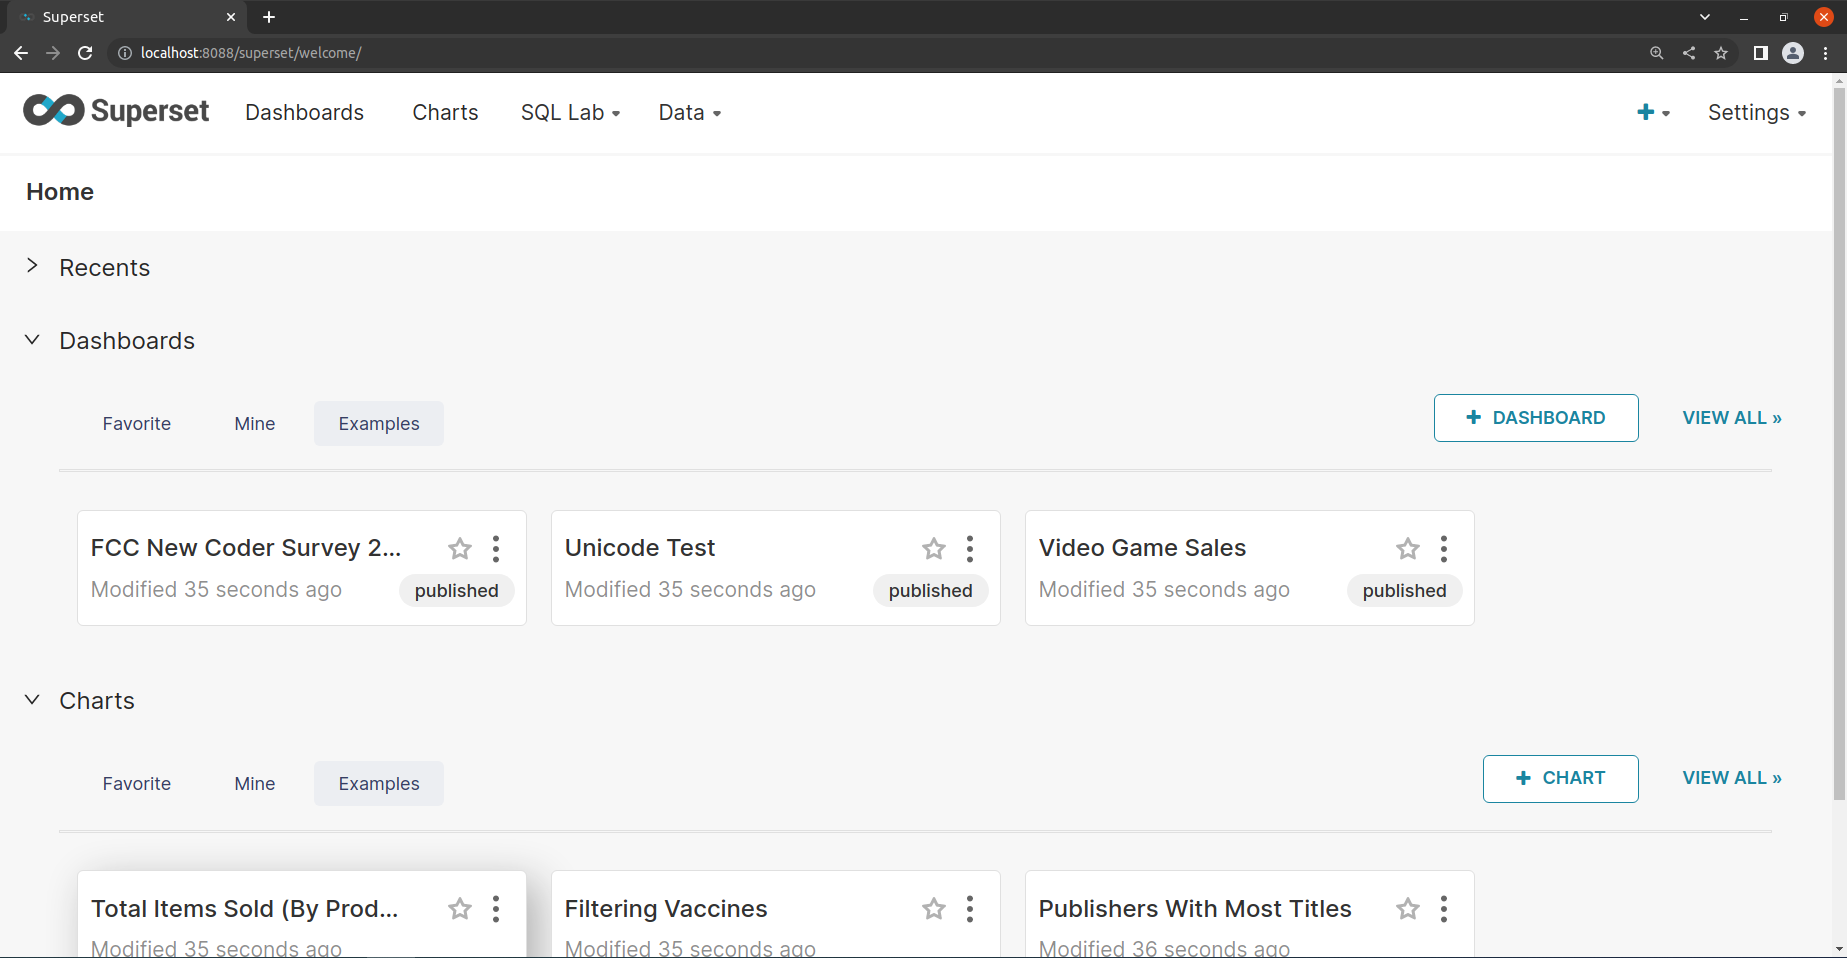 Superset
localhost:8088/superset/welcome/
Superset Dashboards Charts SQL Lab Data Settings
Home
Recents
Dashboards
Favorite Mine Examples DASHBOARD VIEW ALL »
FCC New Coder Survey 2... Unicode Test Video Game Sales
Modified 35 seconds ago published Modified 35 seconds ago published Modified 35 seconds ago published
Charts
Favorite Mine Examples CHART VIEW ALL »
Total Items Sold (By Prod... Filtering Vaccines Publishers With Most Titles
Modified 35 seconds ago Modified 35 seconds ago Modified 36 seconds ago